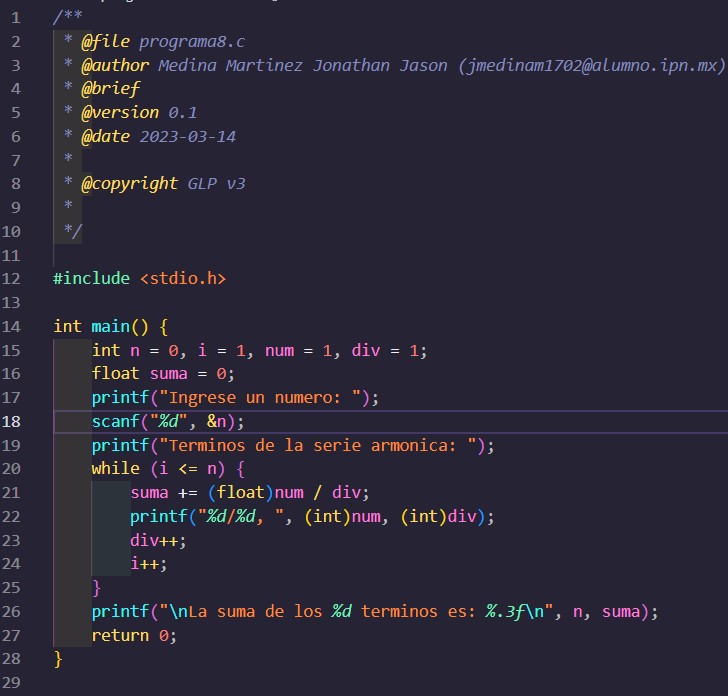 1 /**
2  * @file programa8.c
3  * @author Medina Martinez Jonathan Jason (jmedinam1702@alumno.ipn.mx)
4  * @brief
5  * @version 0.1
6  * @date 2023-03-14
7  *
8  * @copyright GLP v3
9  *
10  */
11
12 #include <stdio.h>
13
14 int main() {
15     int n = 0, i = 1, num = 1, div = 1;
16     float suma = 0;
17     printf("Ingrese un numero: ");
18     scanf("%d", &n);
19     printf("Terminos de la serie armonica: ");
20     while (i <= n) {
21         suma += (float)num / div;
22         printf("%d/%d, ", (int)num, (int)div);
23         div++;
24         i++;
25     }
26     printf("\nLa suma de los %d terminos es: %.3f\n", n, suma);
27     return 0;
28 }
29